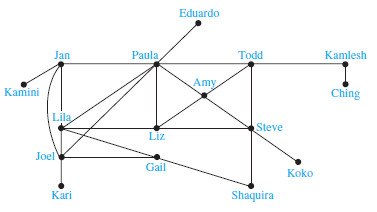 Eduardo
Jan
Paula
Todd
Kamlesh
Kamini
Amy
Ching
Lila
Liz
Steve
Joel
Gail
Koko
Kari
Shaquira